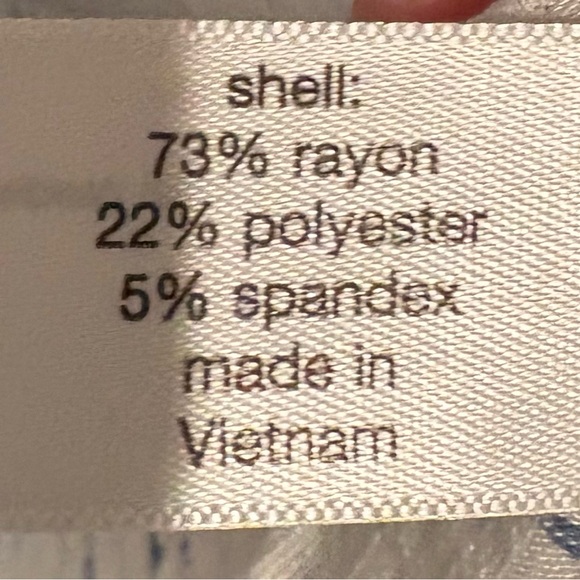 shell:
73% rayon
22% polyester
5% spandex
made in
Vietnam